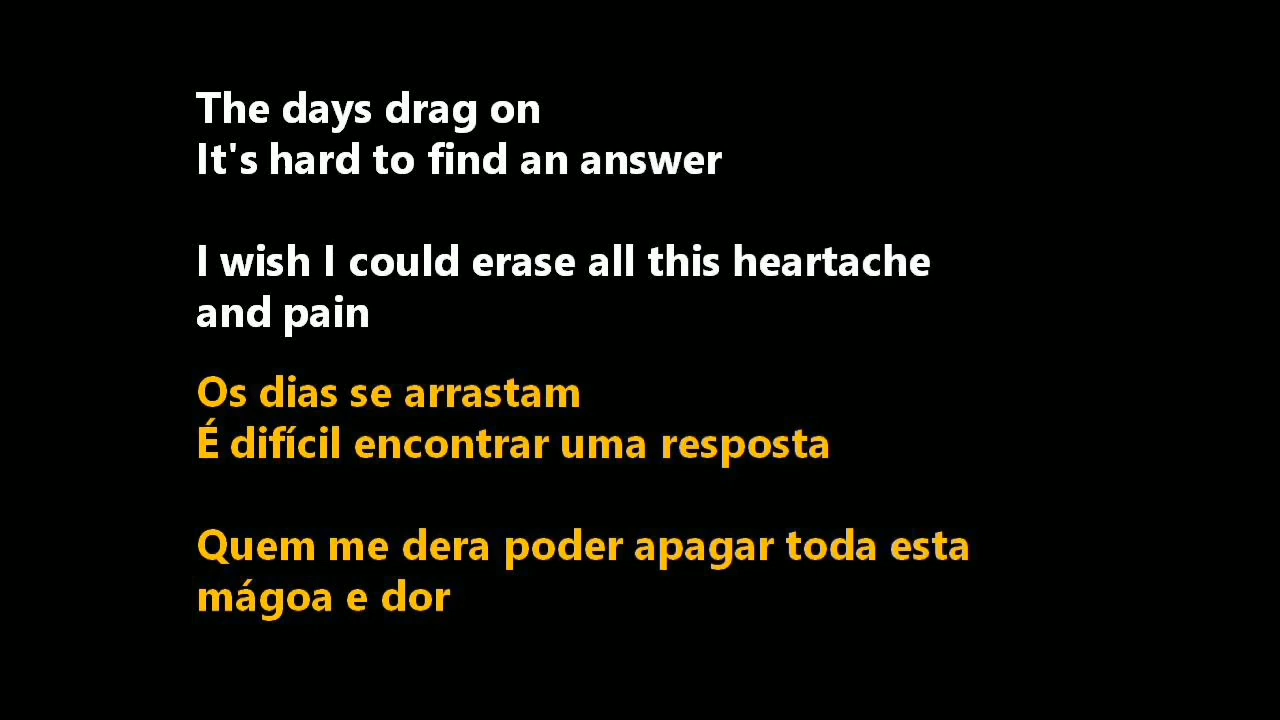 The days drag on
It's hard to find an answer
I wish I could erase all this heartache
and pain
Os dias se arrastam
É difícil encontrar uma resposta
Quem me dera poder apagar toda esta
mágoa e dor